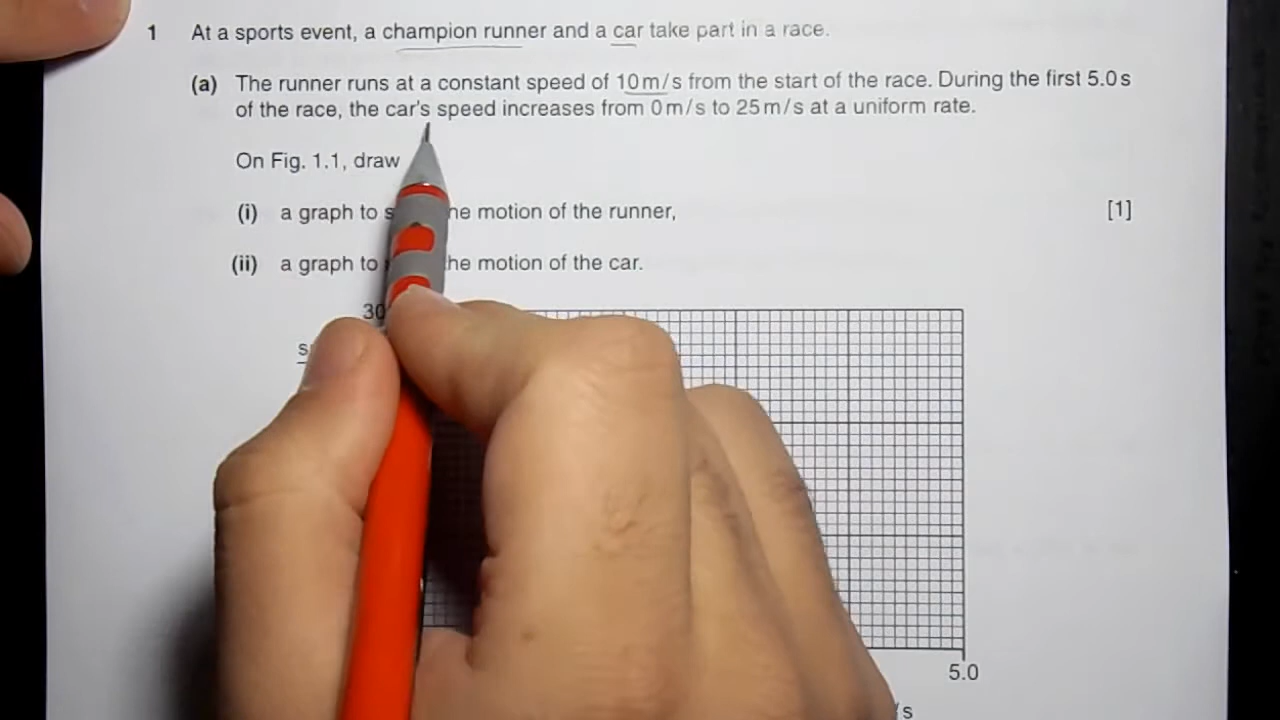 1 At a sports event, a champion runner and a car take part in a race.
(a) The runner runs at a constant speed of 10 m/s from the start of the race. During the first 5.0 s
of the race, the car's speed increases from 0 m/s to 25 m/s at a uniform rate.
On Fig. 1.1, draw
(i) a graph to the motion of the runner, [1]
(ii) a graph to the motion of the car.
30
5.0
/s